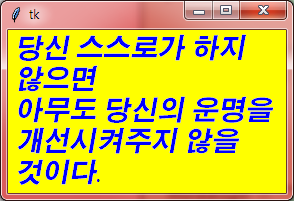 tk
당신 스스로가 하지
않으면
아무도 당신의 운명을
개선시켜주지 않을
것이다.